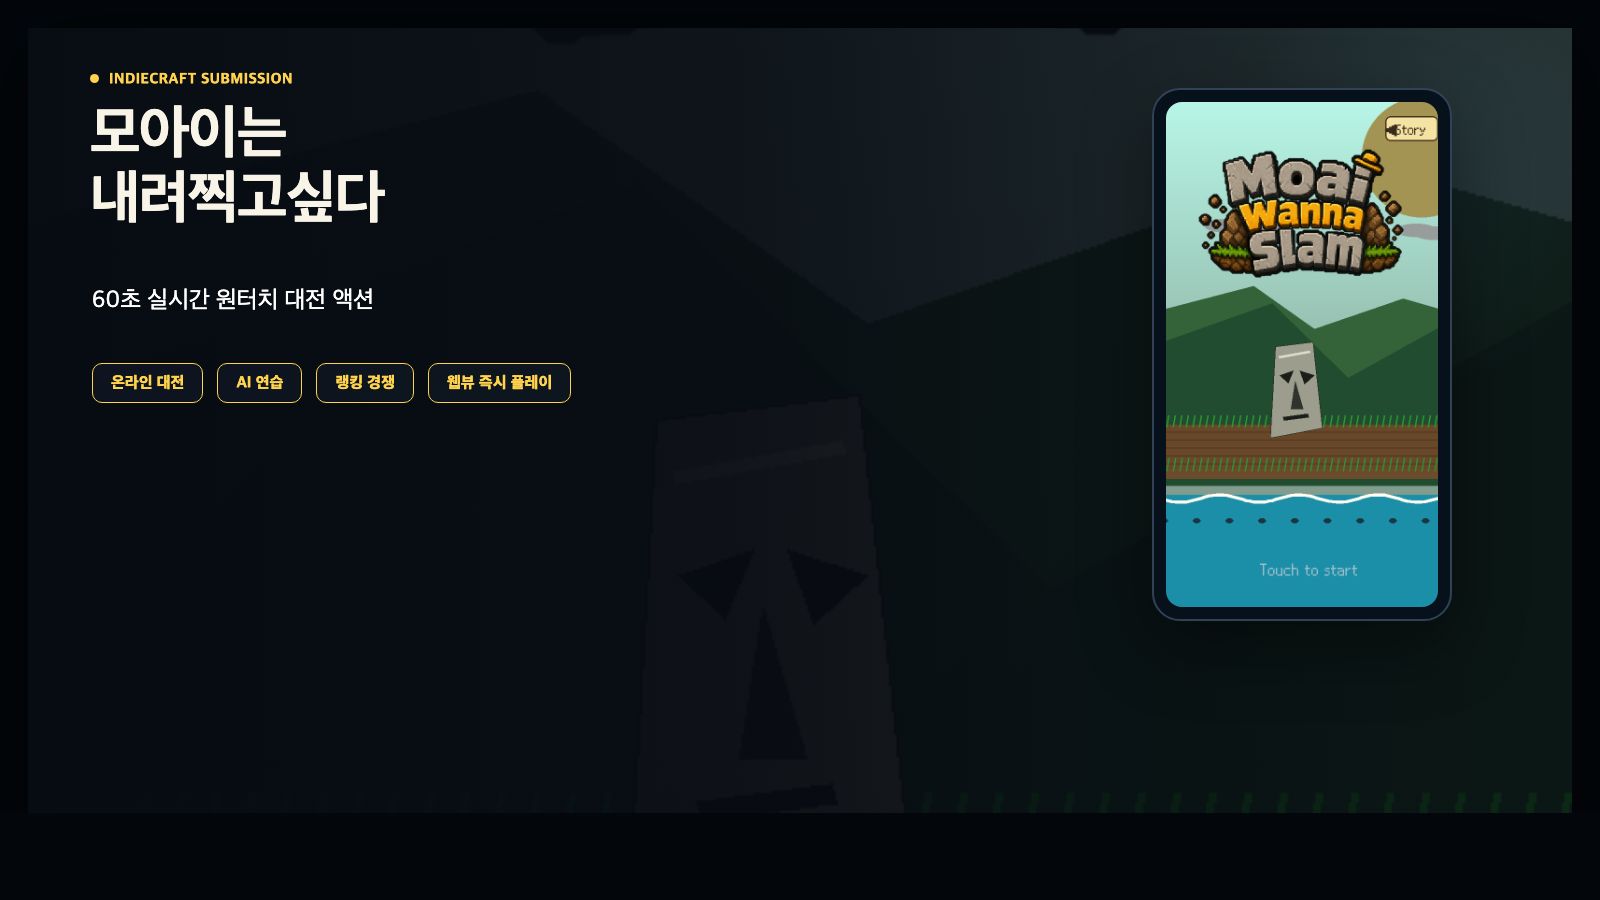 INDIECRAFT SUBMISSION
모아이는
내려찍고싶다
60초 실시간 원터치 대전 액션
온라인 대전
AI 연습
랭킹 경쟁
웹뷰 즉시 플레이
Story
Moai
Wanna
Slam
Touch to start